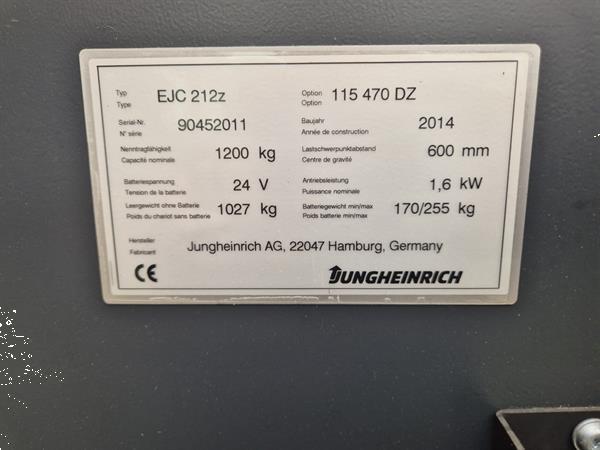 Typ EJC 212z Option 115 470 DZ
Type Option
Serial-Nr. 90452011 Baujahr 2014
N° série Année de construction
Nenntragfähigkeit 1200 kg Lastschwerpunktabstand 600 mm
Capacité nominale Centre de gravité
Batteriespannung 24 V Antriebsleistung 1,6 kW
Tension de la batterie Puissance nominale
Leergewicht ohne Batterie 1027 kg Batteriegewicht min/max 170/255 kg
Poids du chariot sans batterie Poids batterie min/max
Hersteller Jungheinrich AG, 22047 Hamburg, Germany
Fabricant
CE JUNGHEINRICH